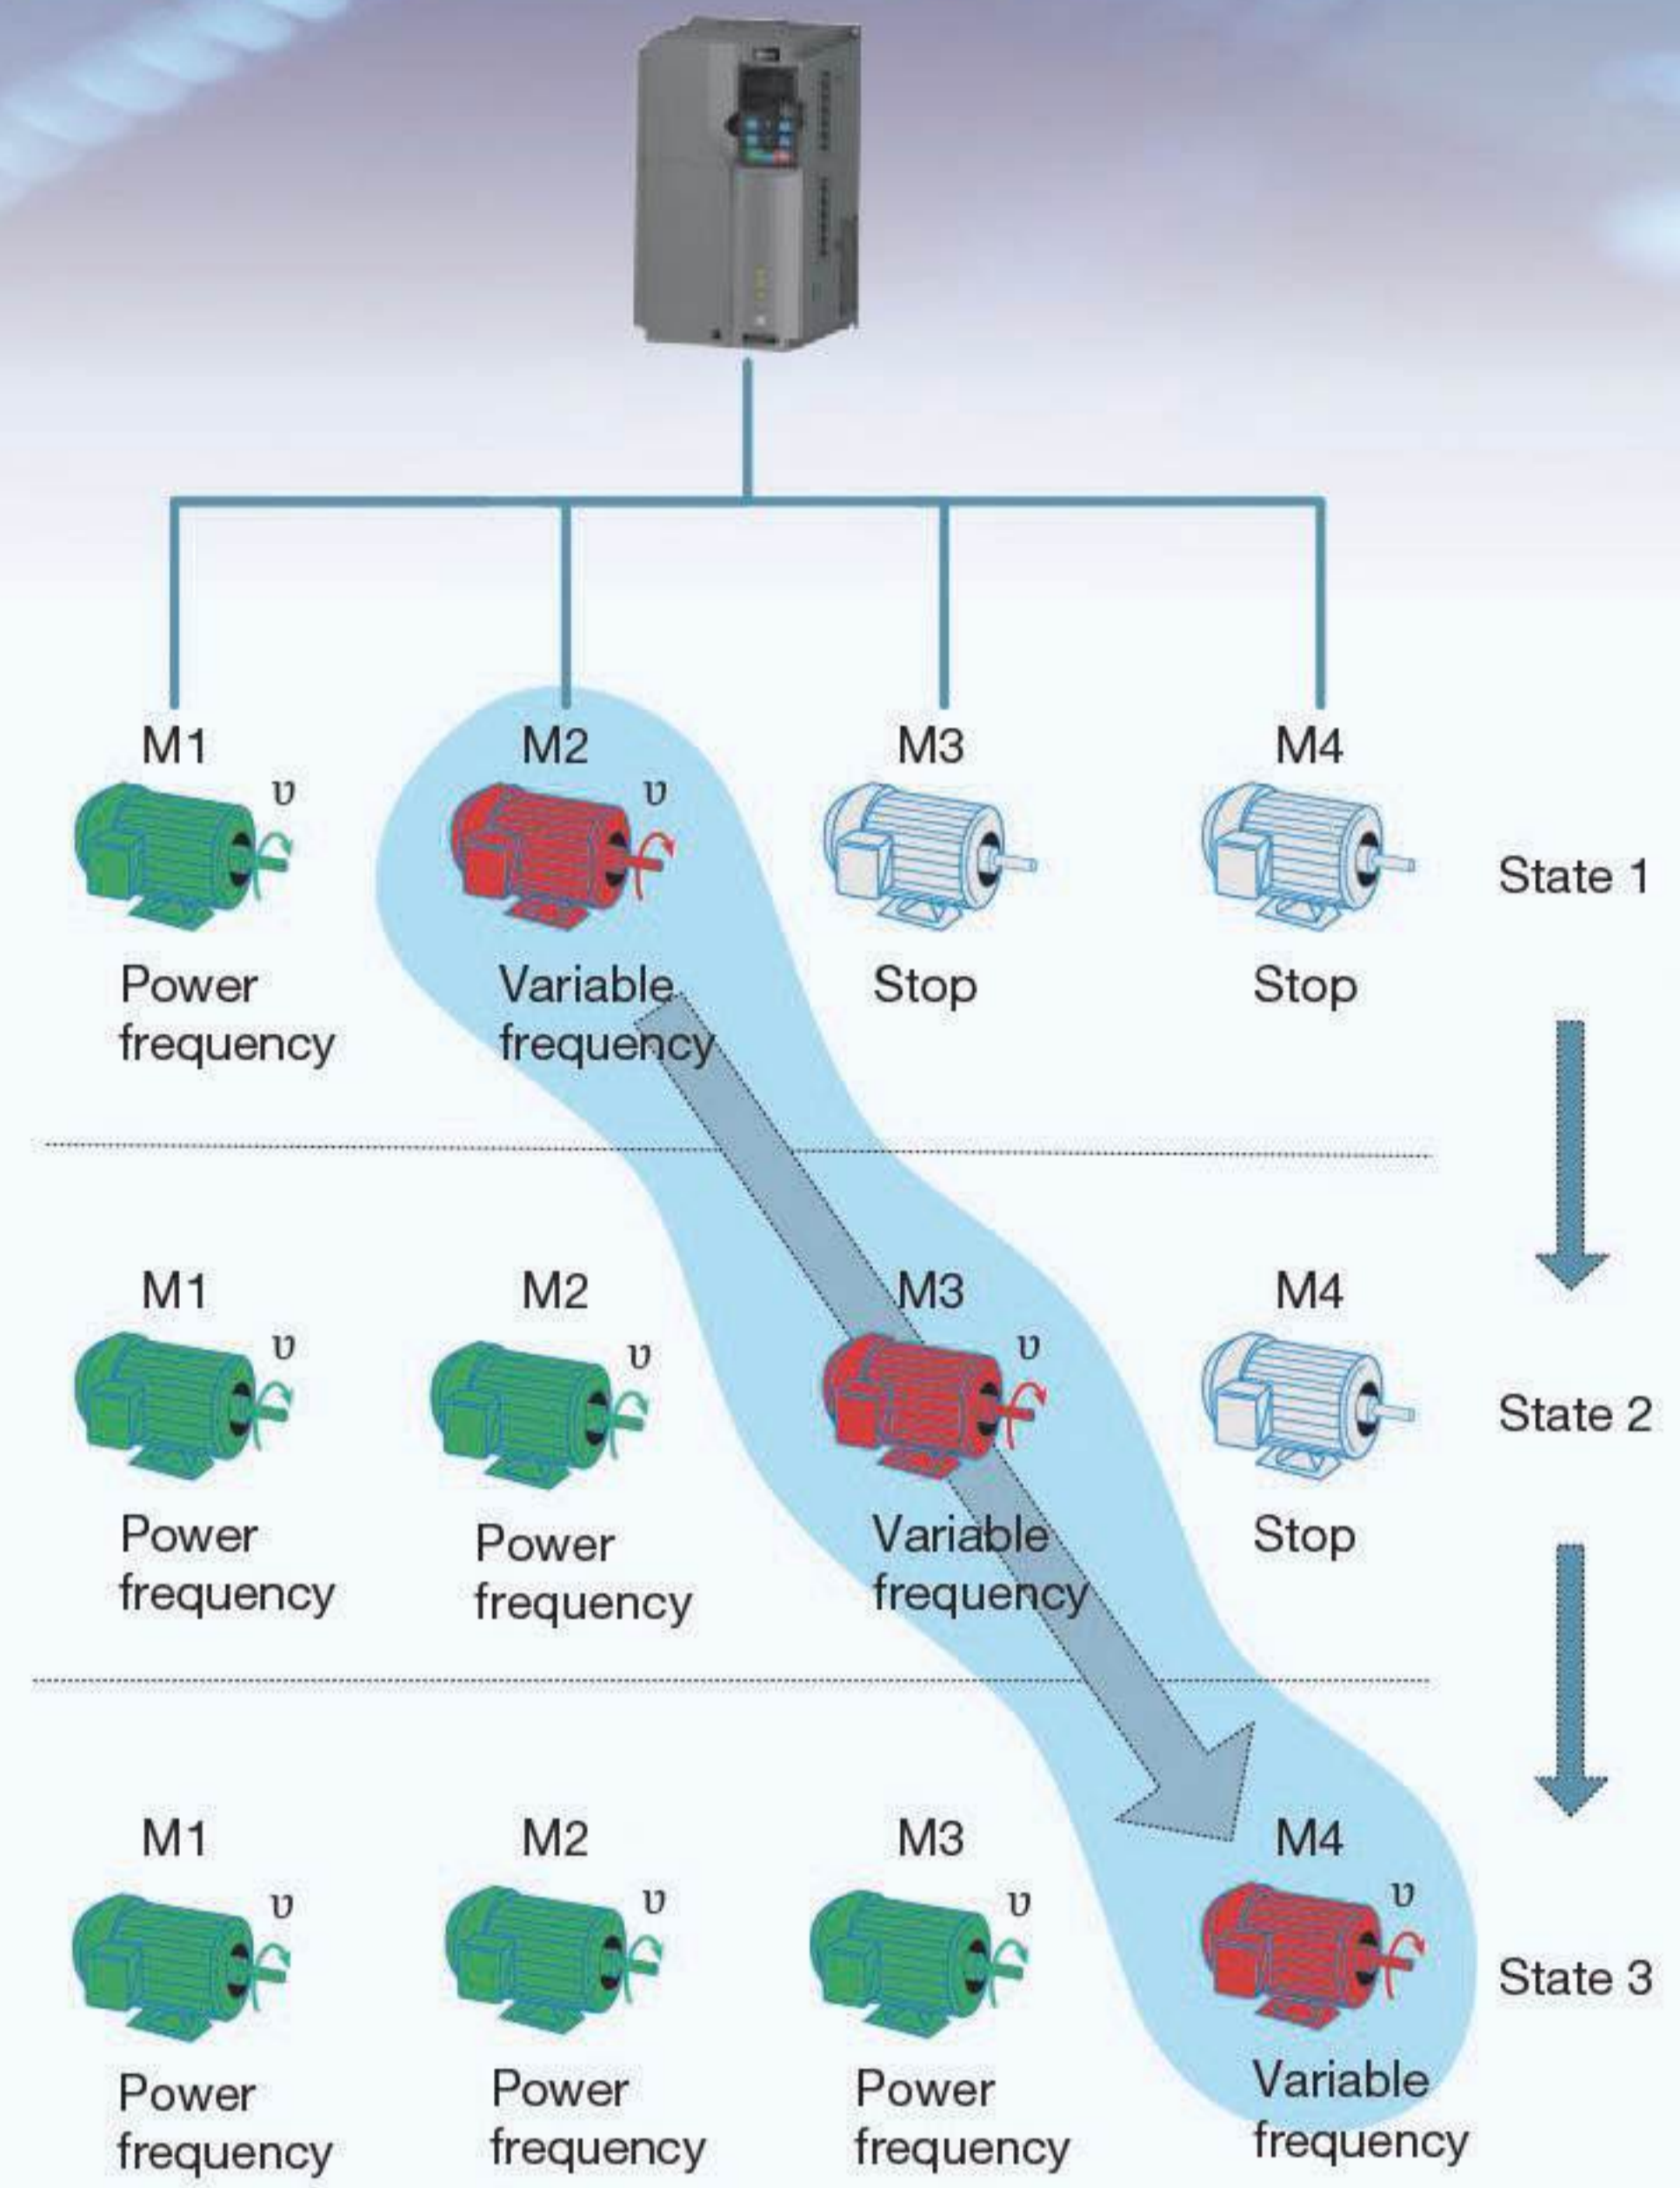 M1
M2
M3
M4
υ
υ
State 1
Power
frequency
Variable
frequency
Stop
Stop
M1
M2
M3
M4
υ
υ
υ
State 2
Power
frequency
Power
frequency
Variable
frequency
Stop
M1
M2
M3
M4
υ
υ
υ
υ
State 3
Power
frequency
Power
frequency
Power
frequency
Variable
frequency